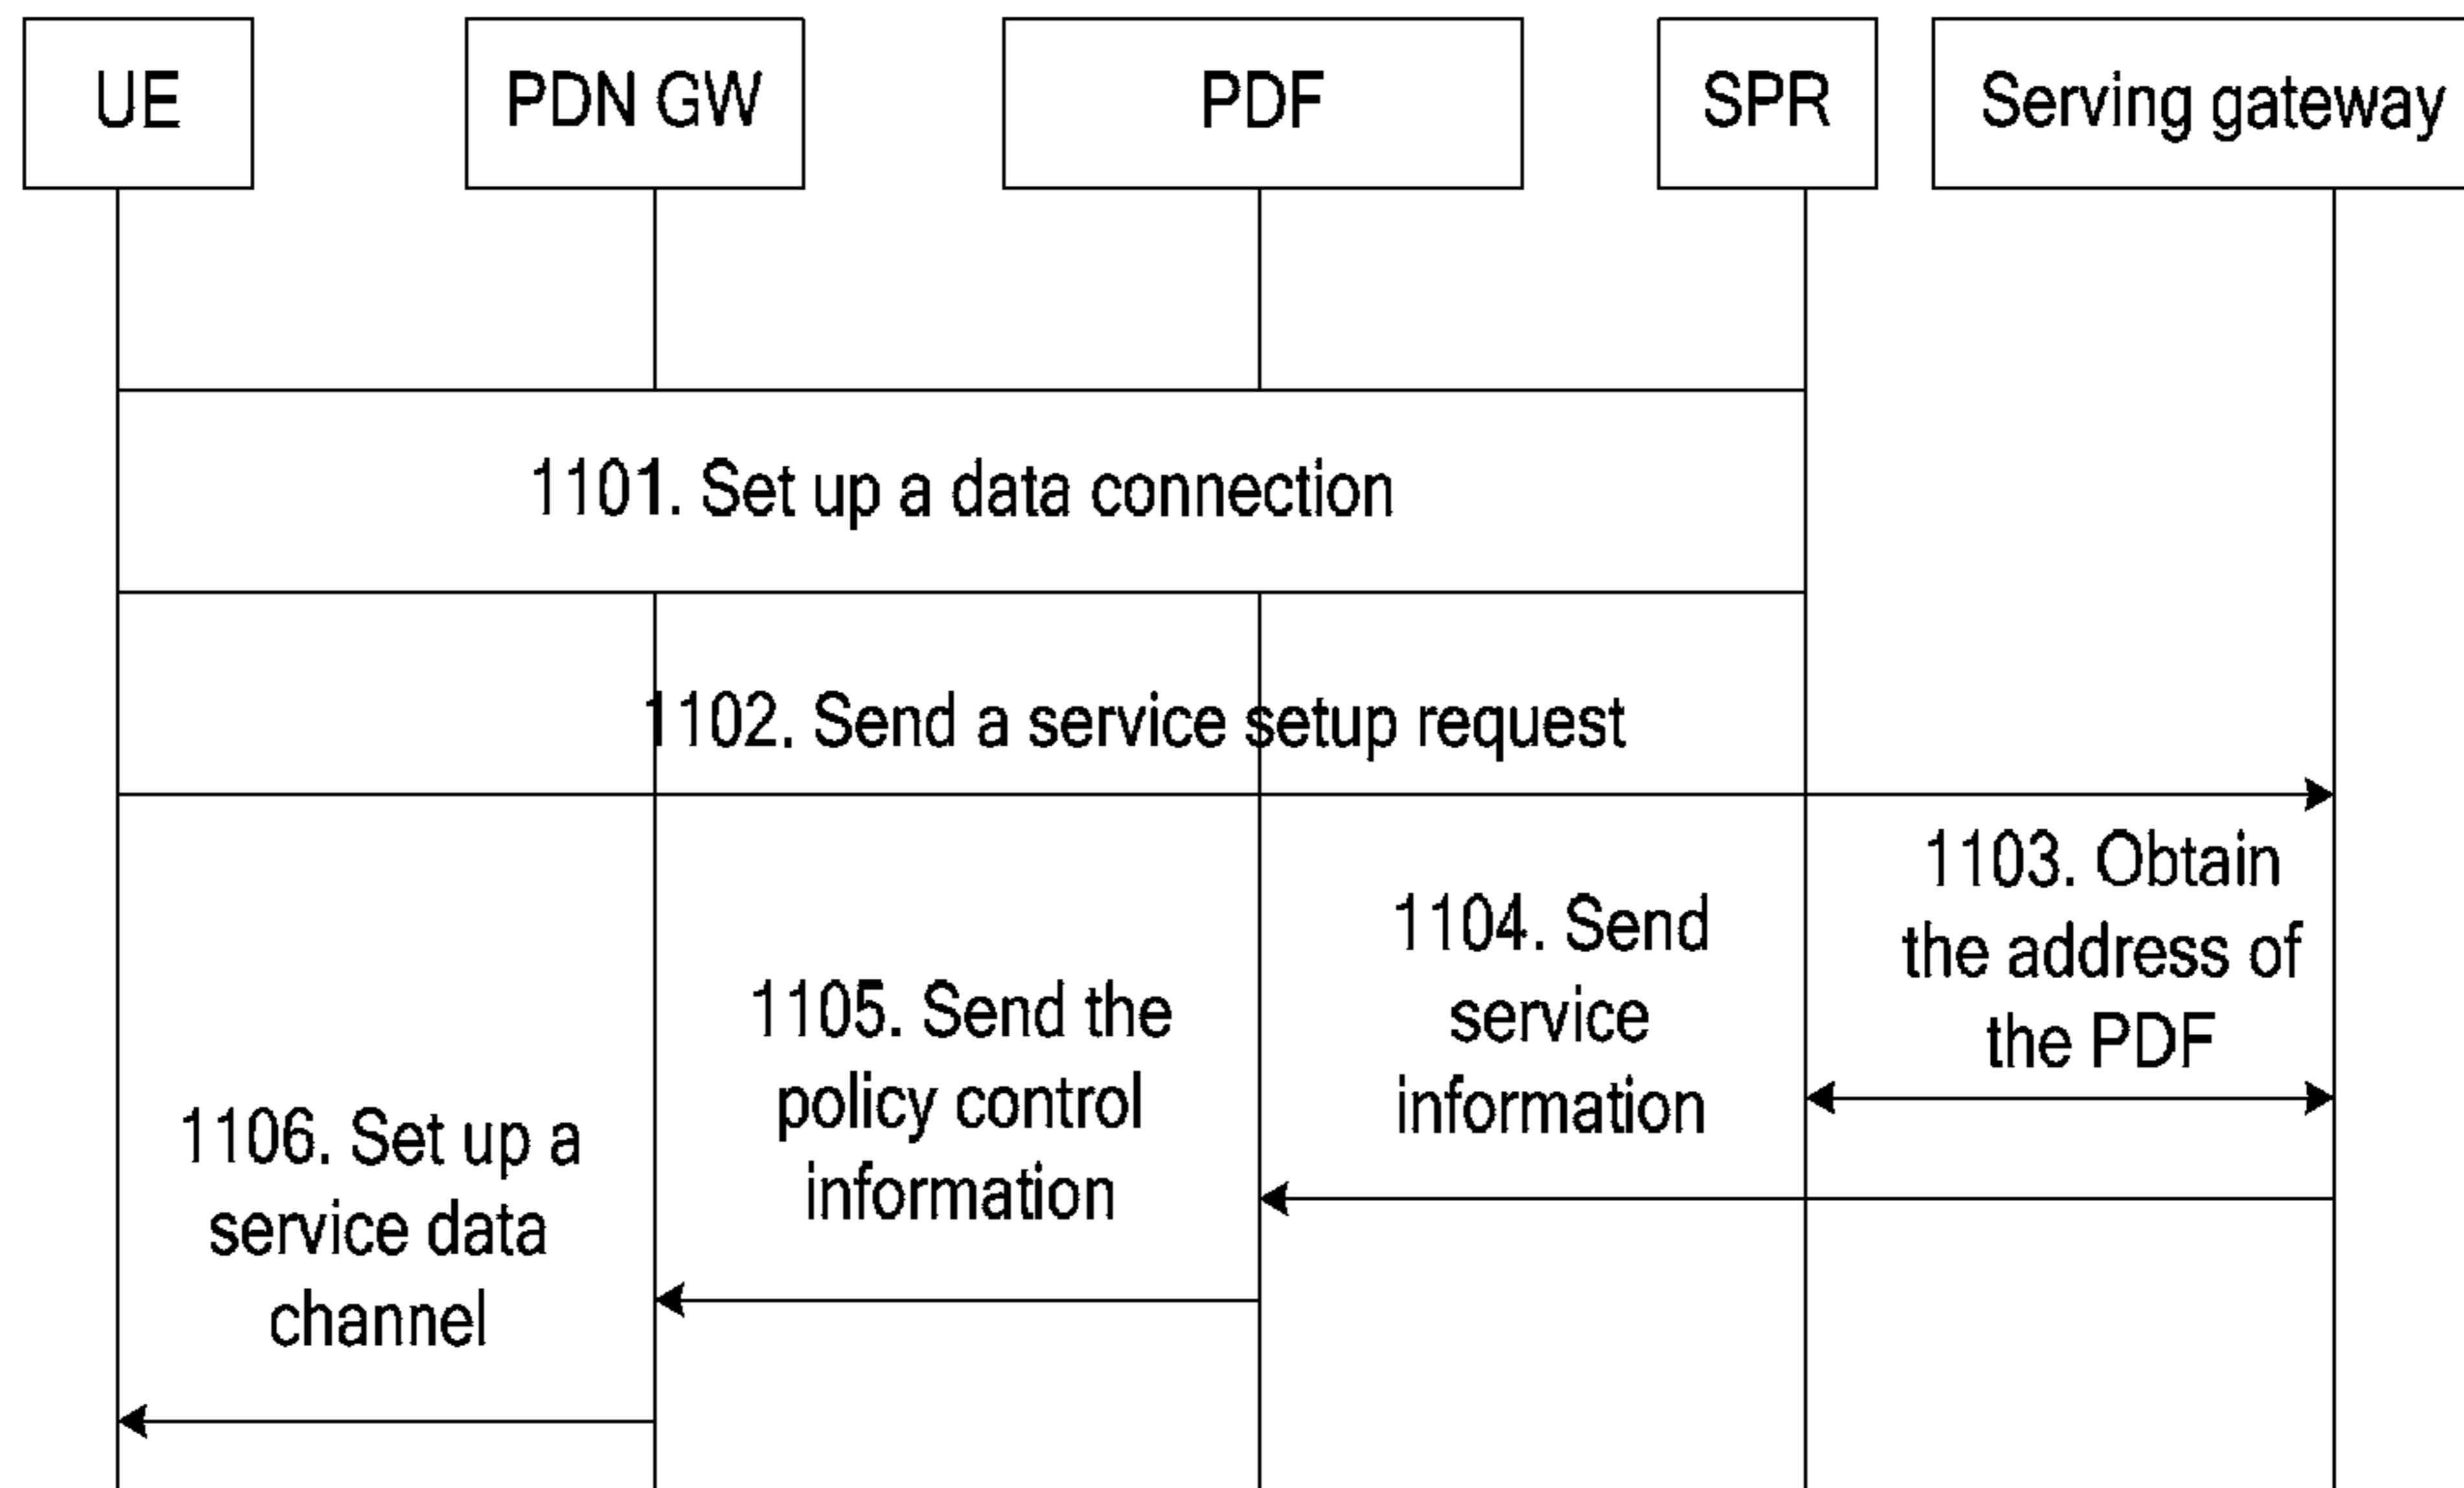 UE
PDN GW
PDF
SPR
Serving gateway
1101. Set up a data connection
1102. Send a service setup request
1103. Obtain
the address of
the PDF
1104. Send
service
information
1105. Send the
policy control
information
1106. Set up a
service data
channel